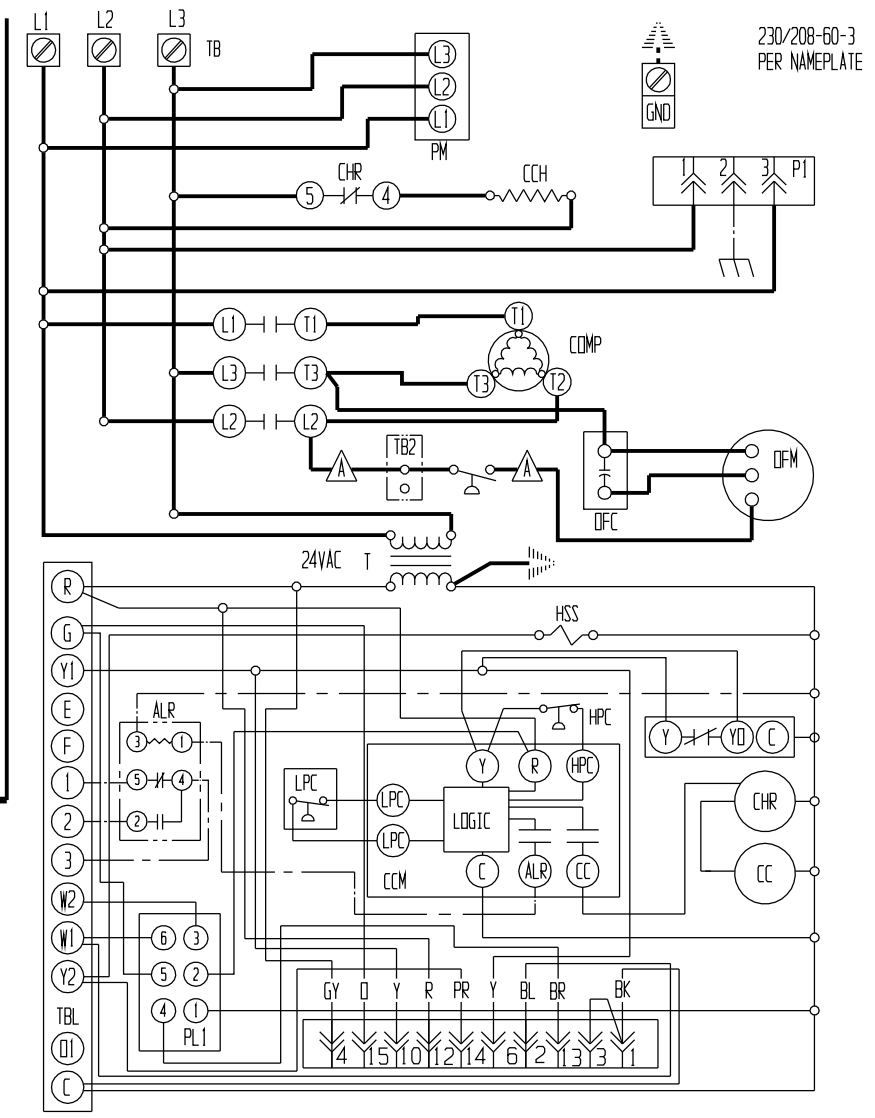 L1 L2 L3
TB
230/208-60-3
PER NAMEPLATE
L3
L2
L1
PM
GND
1 2 3 P1
CHR CCH
5 4
L1 T1 T1
COMP
L3 T3 T3 T2
L2 L2
A TB2 A
OFM
OFC
24VAC T
R
G
HSS
Y1
E
ALR
F
3 1
HPC
Y YO C
Y R HPC
1
5 4
LPC
LPC
CHR
2
2
LOGIC
LPC
3
C ALR CC
CC
CCM
W2
W1
6 3
Y2
5 2
GY O Y R PR Y BL BR BK
4 1
TBL
PL1
O1
4 15 10 12 14 6 2 13 3 1
C